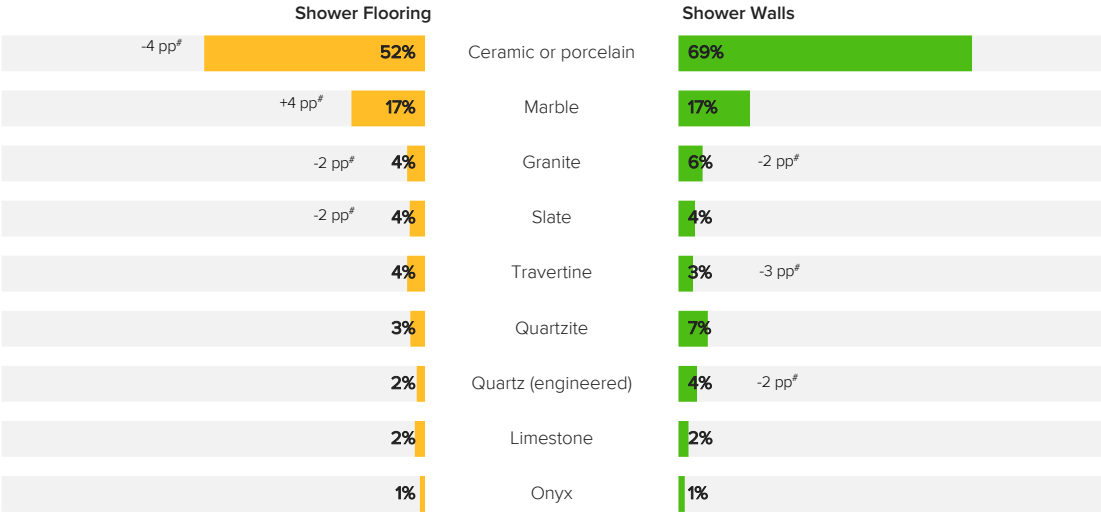 Shower Flooring Shower Walls
-4 pp# 52% Ceramic or porcelain 69%
+4 pp# 17% Marble 17%
-2 pp# 4% Granite 6% -2 pp#
-2 pp# 4% Slate 4%
4% Travertine 3% -3 pp#
3% Quartzite 7%
2% Quartz (engineered) 4% -2 pp#
2% Limestone 2%
1% Onyx 1%